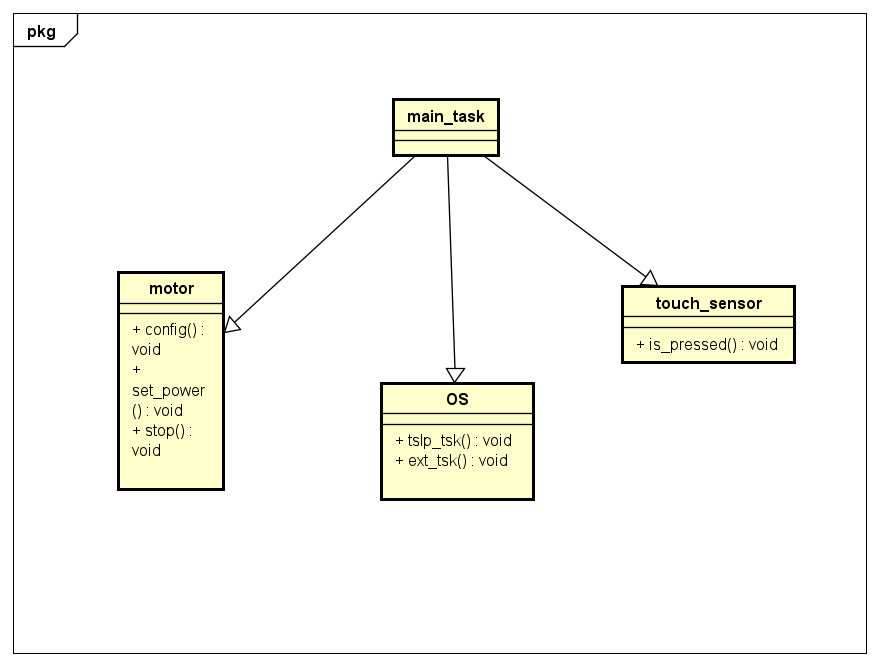 pkg
main_task
motor
+ config() :
void
+
set_power
() : void
+ stop() :
void
OS
+ tslp_tsk() : void
+ ext_tsk() : void
touch_sensor
+ is_pressed() : void